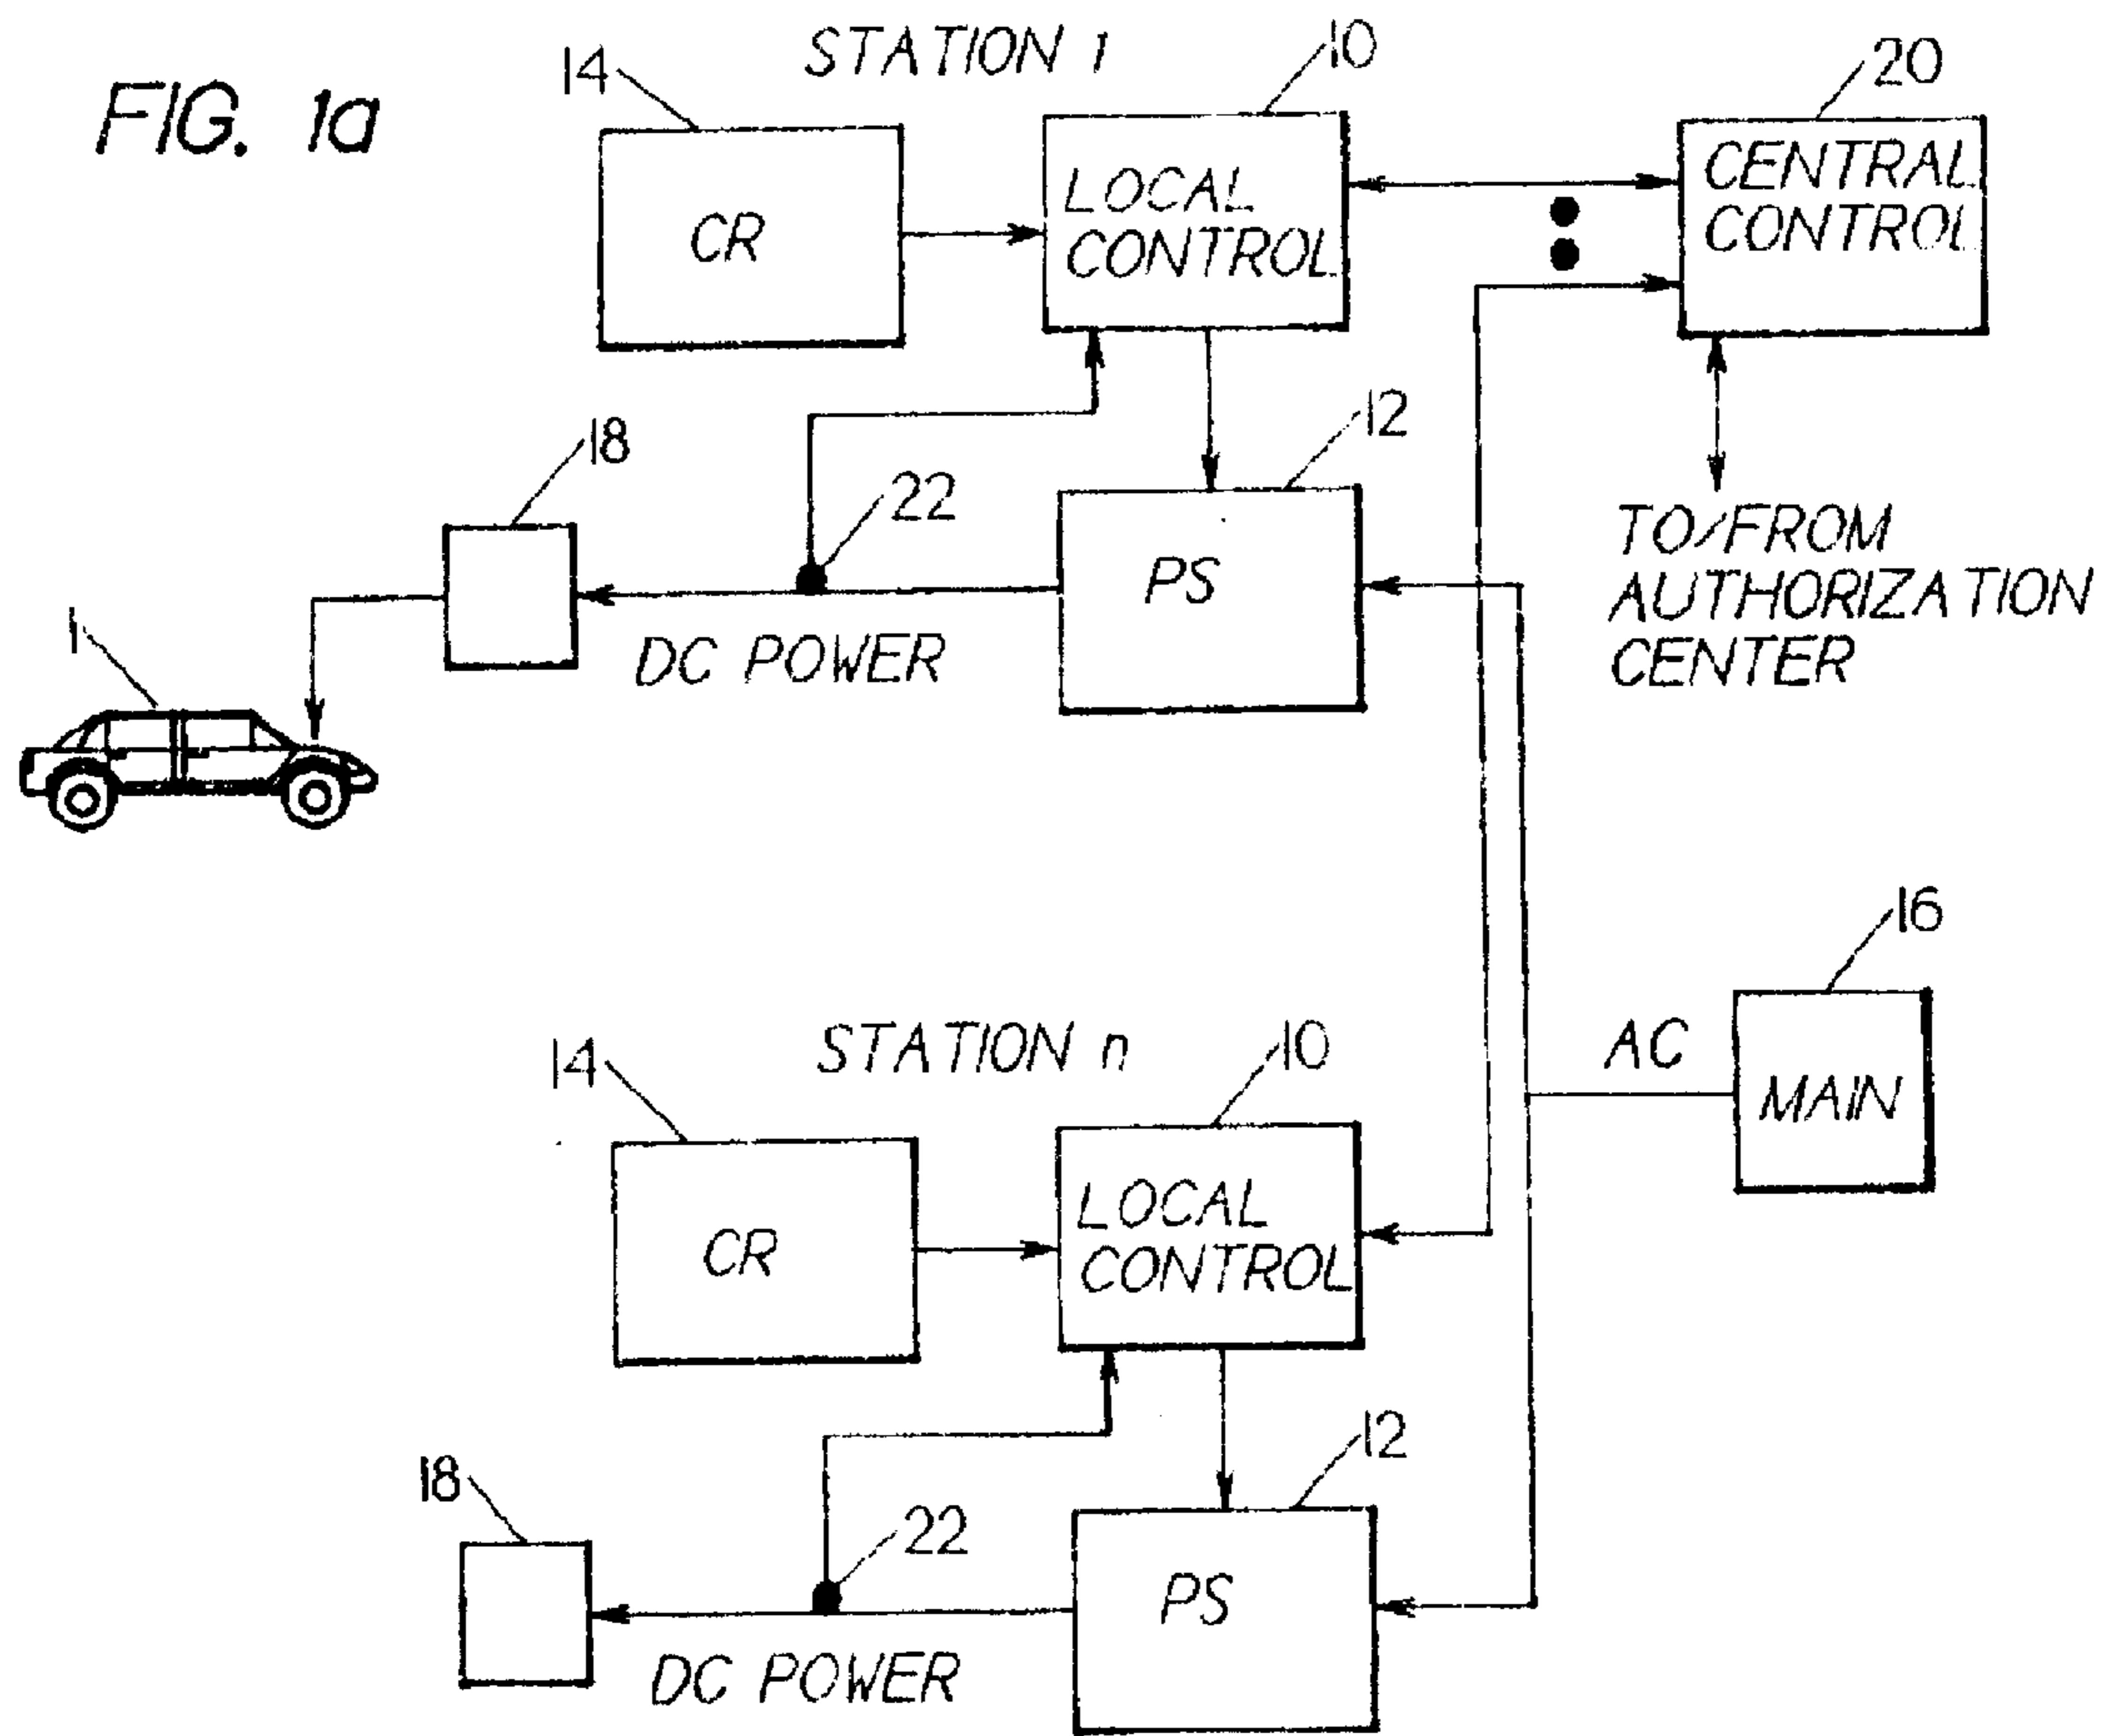 FIG. 1a
STATION 1
14
10
20
CR
LOCAL
CONTROL
CENTRAL
CONTROL
18
22
12
PS
DC POWER
TO/FROM
AUTHORIZATION
CENTER
1
16
AC
MAIN
STATION n
14
10
CR
LOCAL
CONTROL
18
22
12
PS
DC POWER